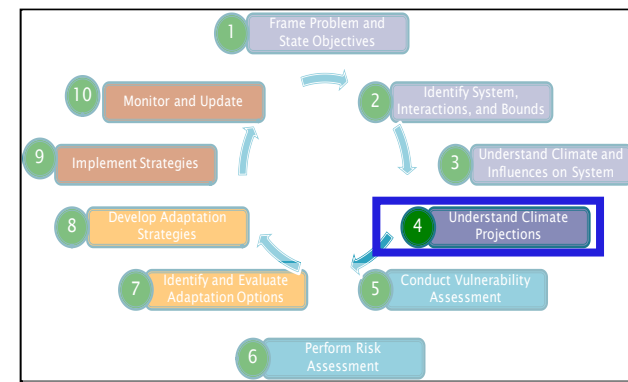 1
Frame Problem and
State Objectives
2
Identify System,
Interactions, and Bounds
3
Understand Climate and
Influences on System
4
Understand Climate
Projections
5
Conduct Vulnerability
Assessment
6
Perform Risk
Assessment
7
Identify and Evaluate
Adaptation Options
8
Develop Adaptation
Strategies
9
Implement Strategies
10
Monitor and Update